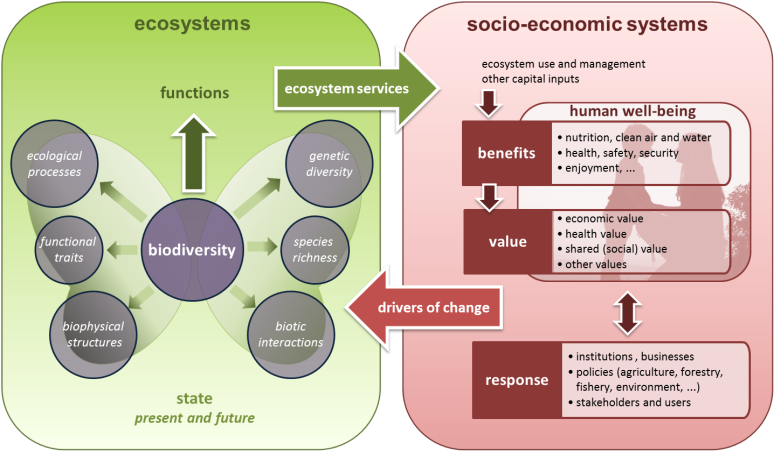 ecosystems
functions
ecological
processes
genetic
diversity
functional
traits
biodiversity
species
richness
biophysical
structures
biotic
interactions
state
present and future
ecosystem services
drivers of change
socio-economic systems
ecosystem use and management
other capital inputs
human well-being
benefits
• nutrition, clean air and water
• health, safety, security
• enjoyment, ...
value
• economic value
• health value
• shared (social) value
• other values
response
• institutions , businesses
• policies (agriculture, forestry,
fishery, environment, ...)
• stakeholders and users